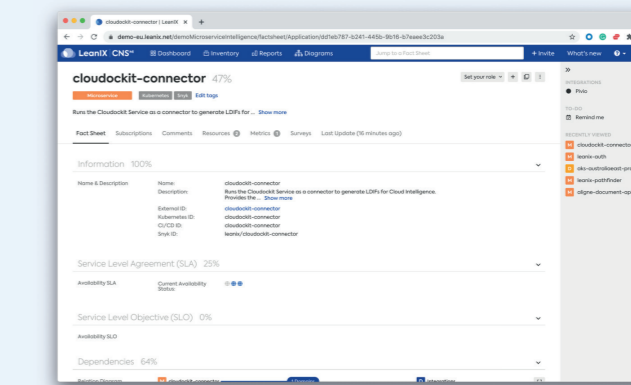 cloudockit-connector | LeanIX
demo-eu.leanix.net/demoMicroserviceIntelligence/factsheet/Application/dd1eb787-b241-445b-9b16-b7eaee3c203a
LeanIX CNS Dashboard Inventory Reports Diagrams Jump to a Fact Sheet + Invite What's new
cloudockit-connector 47% Set your role
Microservice Kubernetes Snyk Edit tags
Runs the Cloudockit Service as a connector to generate LDIFs for ... Show more
Fact Sheet Subscriptions Comments Resources Metrics Surveys Last Update (16 minutes ago)
Information 100%
Name & Description Name: cloudockit-connector
Description: Runs the Cloudockit Service as a connector to generate LDIFs for Cloud Intelligence.
Provides the ... Show more
External ID: cloudockit-connector
Kubernetes ID: cloudockit-connector
CI/CD ID: cloudockit-connector
Snyk ID: leanix/cloudockit-connector
Service Level Agreement (SLA) 25%
Availability SLA Current Availability
Status:
Service Level Objective (SLO) 0%
Availability SLO
Dependencies 64%
Relation Diagram M cloudockit-connector
INTEGRATIONS
Pivio
TO-DO
Remind me
RECENTLY VIEWED
M cloudockit-connector
M leanix-auth
D aks-australiaeast-pro
M leanix-pathfinder
M aligne-document-ap